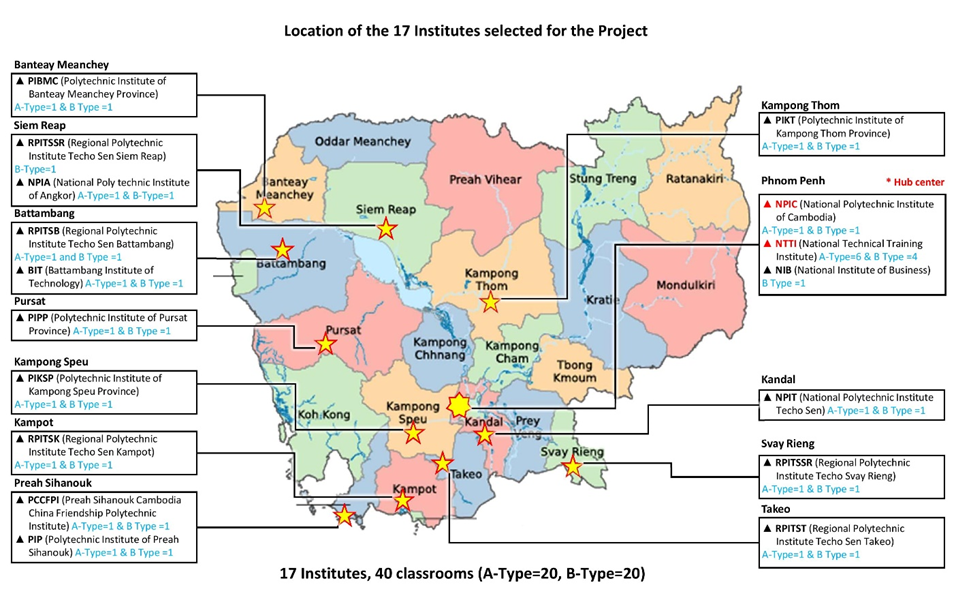 Location of the 17 Institutes selected for the Project
Banteay Meanchey
▲ PIBMC (Polytechnic Institute of
Banteay Meanchey Province)
A-Type=1 & B Type =1
Siem Reap
▲ RPITSSR (Regional Polytechnic
Institute Techo Sen Siem Reap)
B-Type=1
▲ NPIA (National Poly technic Institute
of Angkor) A-Type=1 & B-Type=1
Battambang
▲ RPITSB (Regional Polytechnic
Institute Techo Sen Battambang)
A-Type=1 and B Type =1
▲ BIT (Battambang Institute of
Technology) A-Type=1 & B Type =1
Pursat
▲ PIPP (Polytechnic Institute of Pursat
Province) A-Type=1 & B Type =1
Kampong Speu
▲ PIKSP (Polytechnic Institute of
Kampong Speu Province)
A-Type=1 & B Type =1
Kampot
▲ RPITSK (Regional Polytechnic
Institute Techo Sen Kampot)
A-Type=1 & B Type =1
Preah Sihanouk
▲ PCCFPI (Preah Sihanouk Cambodia
China Friendship Polytechnic
Institute) A-Type=1 & B Type =1
▲ PIP (Polytechnic Institute of Preah
Sihanouk) A-Type=1 & B Type =1
Oddar Meanchey
Banteay
Meanchey
Siem Reap
Preah Vihear
Stung Treng
Ratanakiri
Battambang
Kampong
Thom
Kratie
Mondulkiri
Pursat
Kampong
Chhnang
Kampong
Cham
Tbong
Kmoum
Koh Kong
Kampong
Speu
Kandal
Prey
Veng
Svay Rieng
Takeo
Kampot
Kampong Thom
▲ PIKT (Polytechnic Institute of
Kampong Thom Province)
A-Type=1 & B Type =1
Phnom Penh * Hub center
▲ NPIC (National Polytechnic Institute
of Cambodia)
A-Type=1 & B Type =1
▲ NTTI (National Technical Training
Institute) A-Type=6 & B Type =4
▲ NIB (National Institute of Business)
B Type =1
Kandal
▲ NPIT (National Polytechnic Institute
Techo Sen) A-Type=1 & B Type =1
Svay Rieng
▲ RPITSSR (Regional Polytechnic
Institute Techo Svay Rieng)
A-Type=1 & B Type =1
Takeo
▲ RPITST (Regional Polytechnic
Institute Techo Sen Takeo)
A-Type=1 & B Type =1
17 Institutes, 40 classrooms (A-Type=20, B-Type=20)